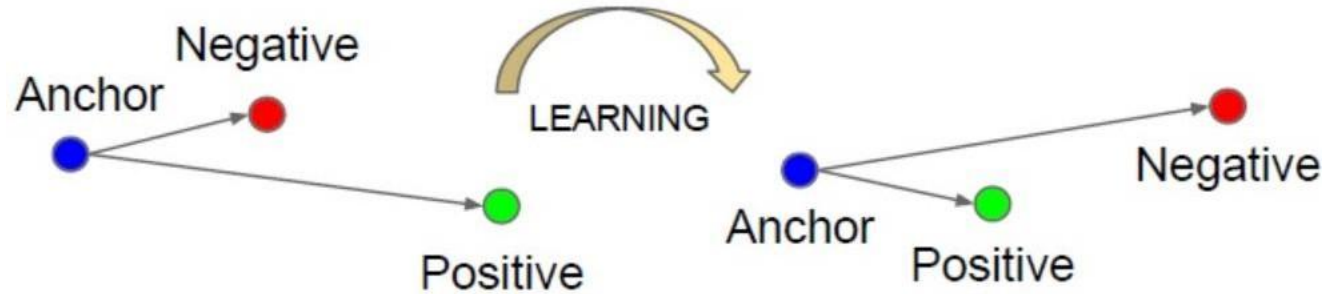 Negative
Anchor
Positive
LEARNING
Negative
Anchor
Positive